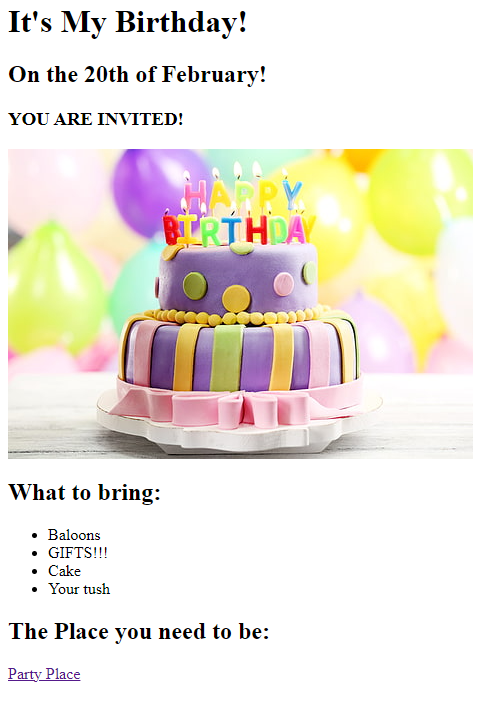 It's My Birthday!
On the 20th of February!
YOU ARE INVITED!
HAPPY
BIRTHDAY
What to bring:
Baloons
GIFTS!!!
Cake
Your tush
The Place you need to be:
Party Place